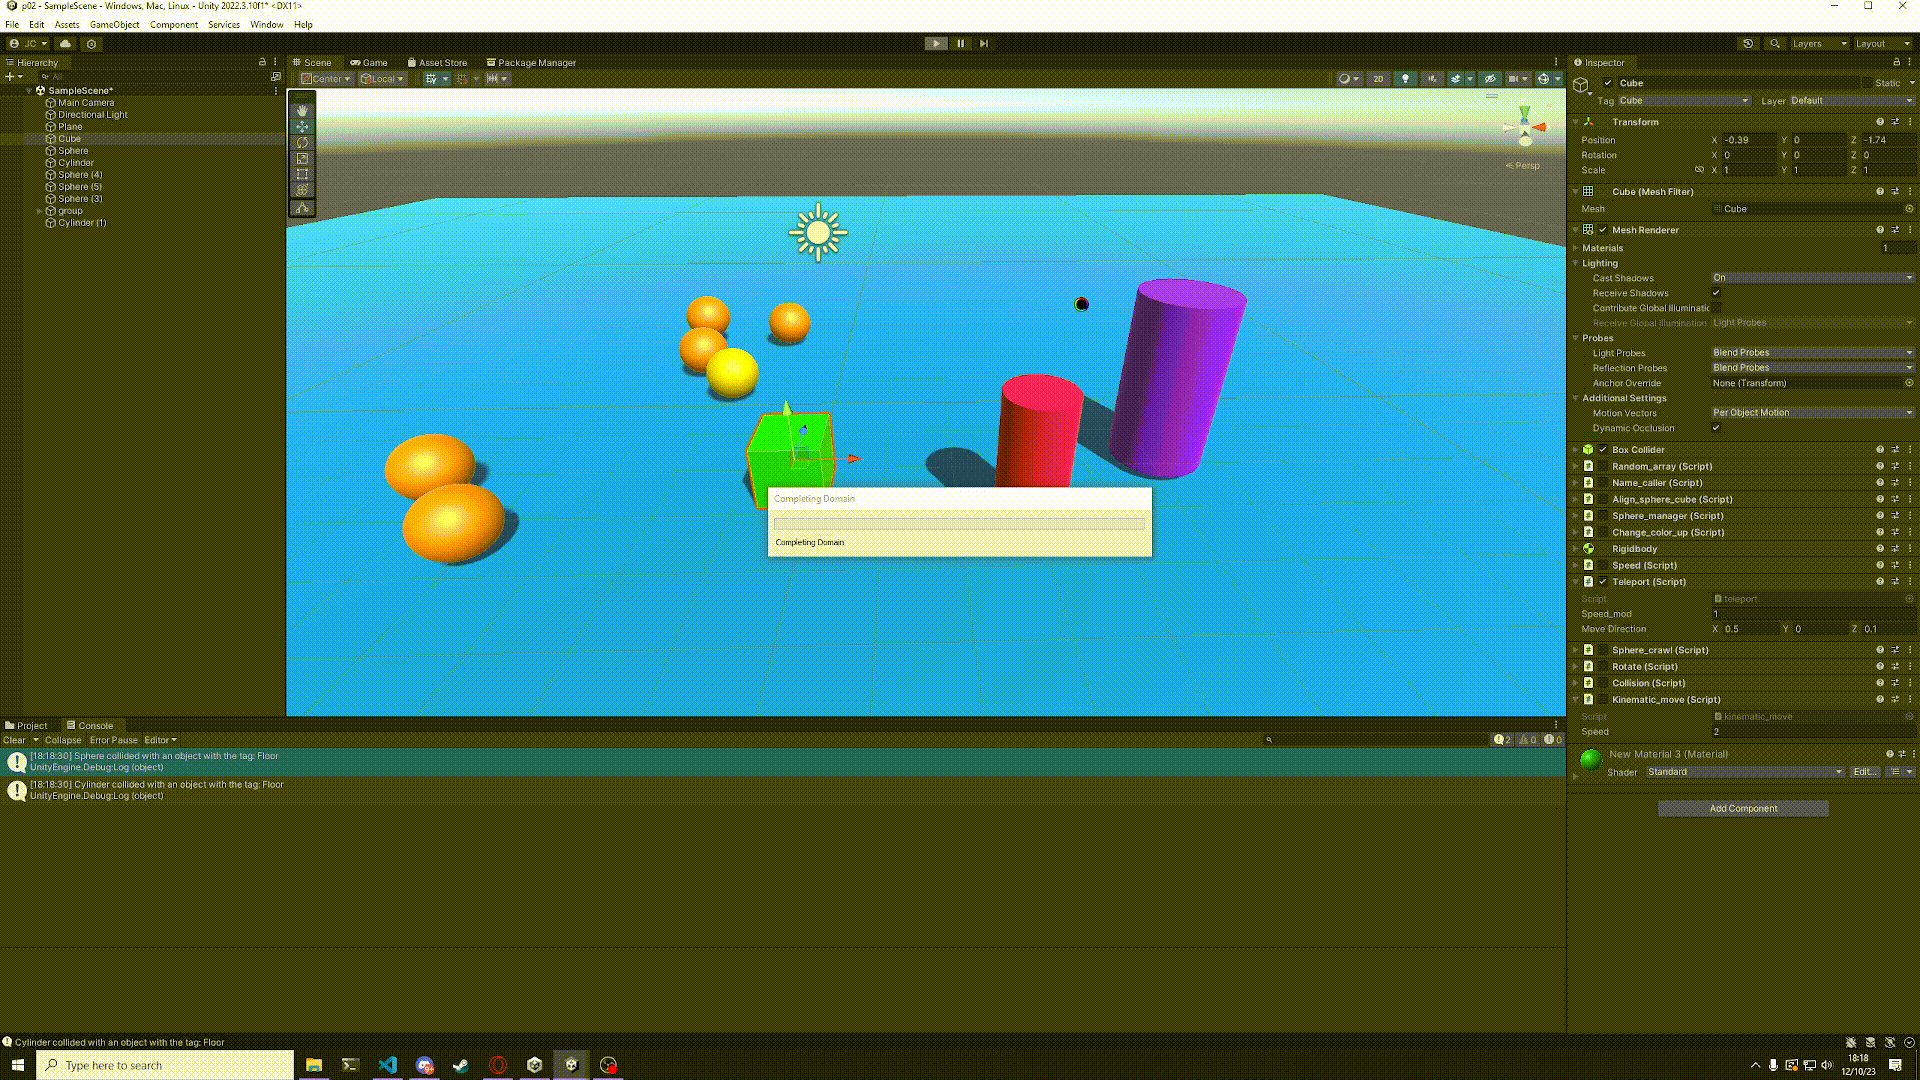 p02 - SampleScene - Windows, Mac, Linux - Unity 2022.3.10f1* <DX11>
File Edit Assets GameObject Component Services Window Help
JC Layers Layout
Hierarchy
All
SampleScene*
Main Camera
Directional Light
Plane
Cube
Sphere
Cylinder
Sphere (4)
Sphere (5)
Sphere (3)
group
Cylinder (1)
Scene Game Asset Store Package Manager
Center Local 2D
Persp
Completing Domain
Completing Domain
Inspector
Cube Static
Tag Cube Layer Default
Transform
Position X -0.39 Y 0 Z -1.74
Rotation X 0 Y 0 Z 0
Scale X 1 Y 1 Z 1
Cube (Mesh Filter)
Mesh Cube
Mesh Renderer
Materials 1
Lighting
Cast Shadows On
Receive Shadows
Contribute Global Illuminatic
Receive Global Illumination Light Probes
Probes
Light Probes Blend Probes
Reflection Probes Blend Probes
Anchor Override None (Transform)
Additional Settings
Motion Vectors Per Object Motion
Dynamic Occlusion
Box Collider
Random_array (Script)
Name_caller (Script)
Align_sphere_cube (Script)
Sphere_manager (Script)
Change_color_up (Script)
Rigidbody
Speed (Script)
Teleport (Script)
Script teleport
Speed_mod 1
Move Direction X 0.5 Y 0 Z 0.1
Sphere_crawl (Script)
Rotate (Script)
Collision (Script)
Kinematic_move (Script)
Script kinematic_move
Speed 2
New Material 3 (Material)
Shader Standard Edit...
Add Component
Project Console
Clear Collapse Error Pause Editor 2 0 0
[18:18:30] Sphere collided with an object with the tag: Floor
UnityEngine.Debug:Log (object)
[18:18:30] Cylinder collided with an object with the tag: Floor
UnityEngine.Debug:Log (object)
Cylinder collided with an object with the tag: Floor
Type here to search
18:18
12/10/23